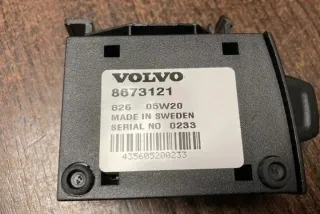 VOLVO
8673121
826 05W20
MADE IN SWEDEN
SERIAL NO 0233
435605200233